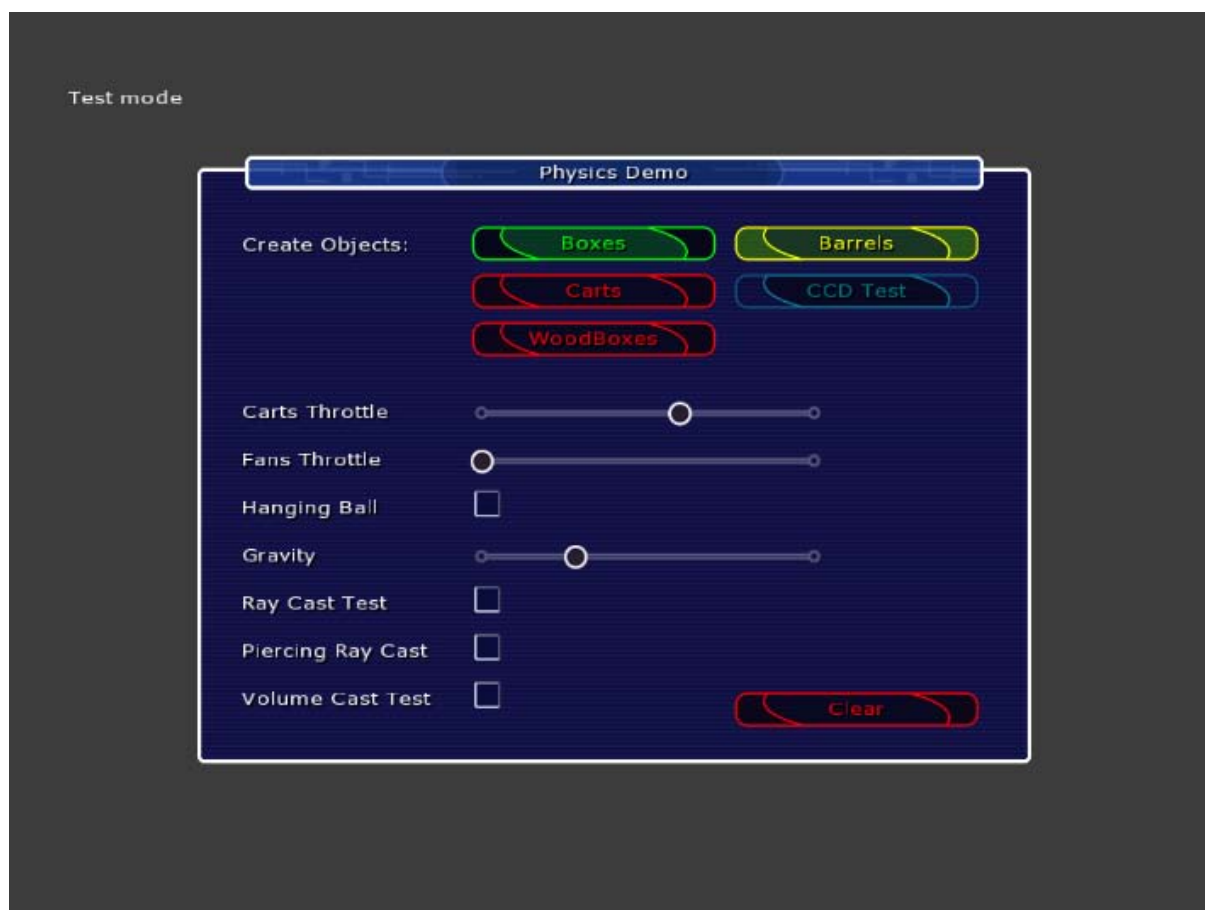 Test mode
Physics Demo
Create Objects: Boxes Barrels
Carts CCD Test
WoodBoxes
Carts Throttle
Fans Throttle
Hanging Ball
Gravity
Ray Cast Test
Piercing Ray Cast
Volume Cast Test
Clear